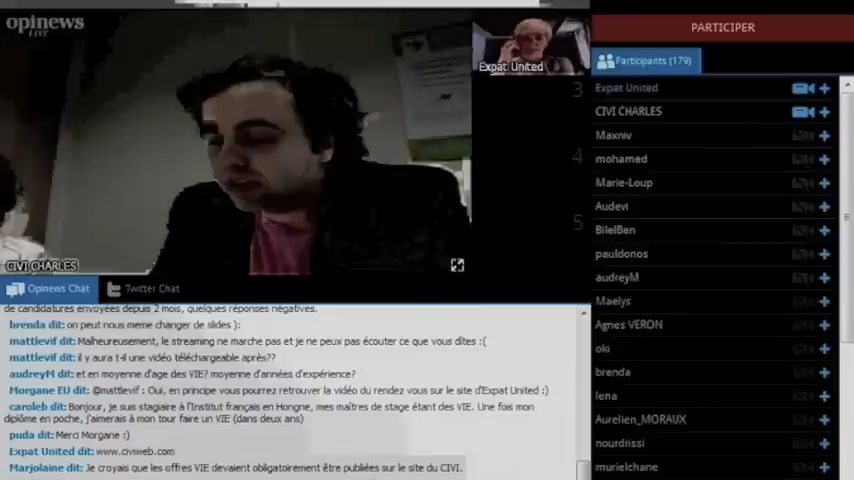 opinews
LIVE
Expat United
3
4
5
CIVI CHARLES
PARTICIPER
Participants (179)
Expat United
CIVI CHARLES
Maxniv
mohamed
Marie-Loup
Audevi
BilelBen
pauldonos
audreyM
Maelys
Agnes VERON
oki
brenda
lena
Aurelien_MORAUX
nourdrissi
murielchane
Opinews Chat
Twitter Chat
de candidatures envoyées depuis 2 mois, quelques réponses négatives.
brenda dit: on peut nous meme changer de slides ):
mattlevif dit: Malheureusement, le streaming ne marche pas et je ne peux pas écouter ce que vous dîtes :(
mattlevif dit: il y aura t-il une vidéo téléchargeable après??
audreyM dit: et en moyenne d'age des VIE? moyenne d'années d'expérience?
Morgane EU dit: @mattlevif : Oui, en principe vous pourrez retrouver la vidéo du rendez vous sur le site d'Expat United :)
caroleb dit: Bonjour, je suis stagiaire à l'Institut français en Hongrie, mes maîtres de stage étant des VIE. Une fois mon
diplôme en poche, j'aimerais à mon tour faire un VIE (dans deux ans)
puda dit: Merci Morgane :)
Expat United dit: www.civiweb.com
Marjolaine dit: Je croyais que les offres VIE devaient obligatoirement être publiées sur le site du CIVI.